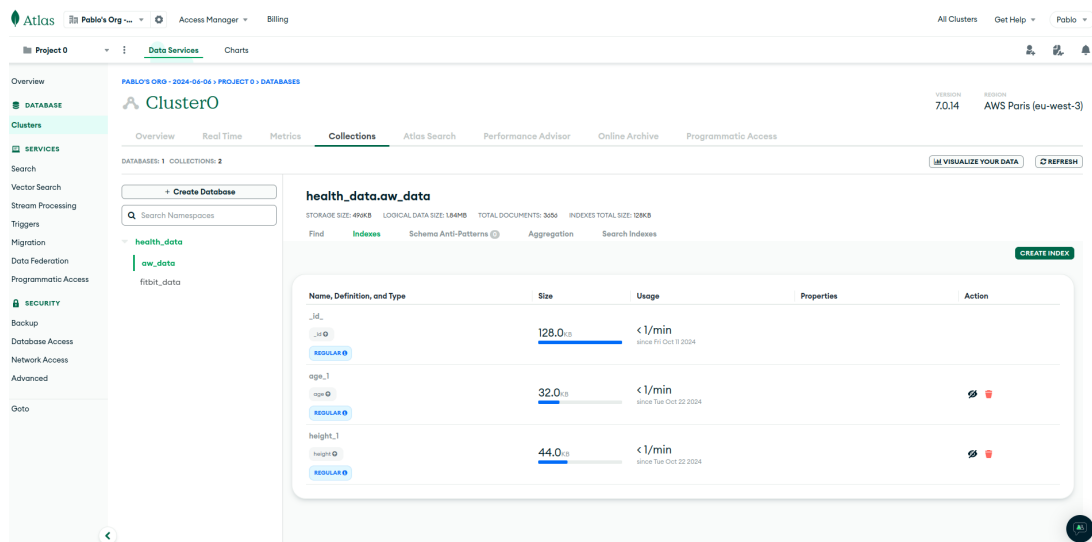 Atlas Pablo's Org -... Access Manager Billing All Clusters Get Help Pablo
Project 0 Data Services Charts
Overview
DATABASE
Clusters
SERVICES
Search
Vector Search
Stream Processing
Triggers
Migration
Data Federation
Programmatic Access
SECURITY
Backup
Database Access
Network Access
Advanced
Goto
PABLO'S ORG - 2024-06-06 > PROJECT 0 > DATABASES
Cluster0
VERSION REGION
7.0.14 AWS Paris (eu-west-3)
Overview Real Time Metrics Collections Atlas Search Performance Advisor Online Archive Programmatic Access
DATABASES: 1 COLLECTIONS: 2 VISUALIZE YOUR DATA REFRESH
+ Create Database
Search Namespaces
health_data
aw_data
fitbit_data
health_data.aw_data
STORAGE SIZE: 496KB LOGICAL DATA SIZE: 1.84MB TOTAL DOCUMENTS: 3656 INDEXES TOTAL SIZE: 128KB
Find Indexes Schema Anti-Patterns 0 Aggregation Search Indexes
CREATE INDEX
Name, Definition, and Type Size Usage Properties Action
_id_
_id
REGULAR
128.0KB
< 1/min
since Fri Oct 11 2024
age_1
age
REGULAR
32.0KB
< 1/min
since Tue Oct 22 2024
height_1
height
REGULAR
44.0KB
< 1/min
since Tue Oct 22 2024